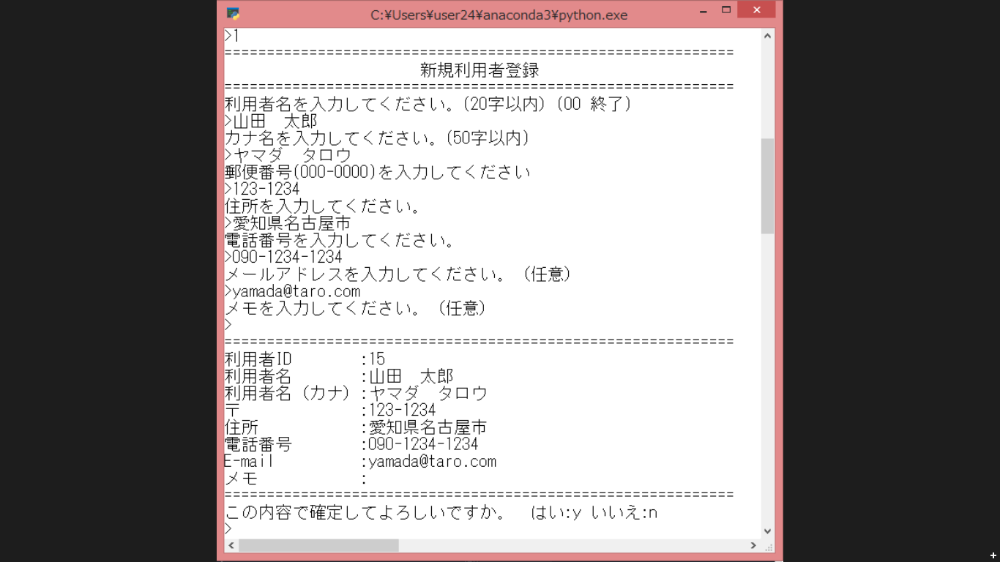 C:¥Users¥user24¥anaconda3¥python.exe
>1
============================================================
新規利用者登録
============================================================
利用者名を入力してください。(20字以内) (00 終了)
>山田　太郎
カナ名を入力してください。(50字以内)
>ヤマダ　タロウ
郵便番号(000-0000)を入力してください
>123-1234
住所を入力してください。
>愛知県名古屋市
電話番号を入力してください。
>090-1234-1234
メールアドレスを入力してください。（任意）
>yamada@taro.com
メモを入力してください。（任意）
>
============================================================
利用者ID :15
利用者名 :山田　太郎
利用者名（カナ）:ヤマダ　タロウ
〒 :123-1234
住所 :愛知県名古屋市
電話番号 :090-1234-1234
E-mail :yamada@taro.com
メモ :
============================================================
この内容で確定してよろしいですか。　はい:y いいえ:n
>